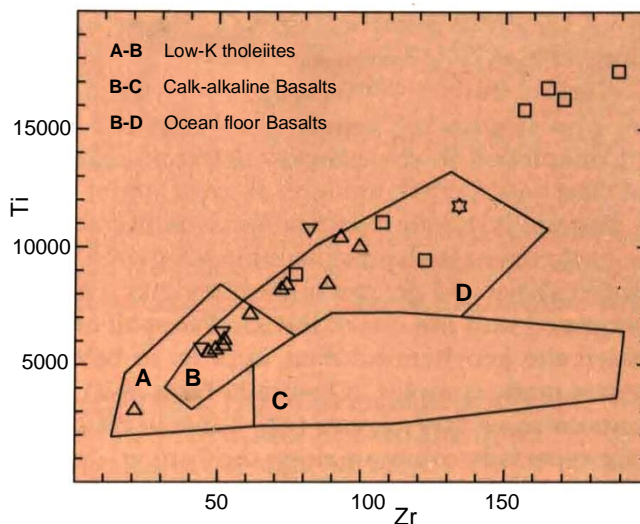 A-B Low-K tholeiites
B-C Calk-alkaline Basalts
B-D Ocean floor Basalts
15000
Ti
10000
D
5000
A
B
C
50
100
150
Zr